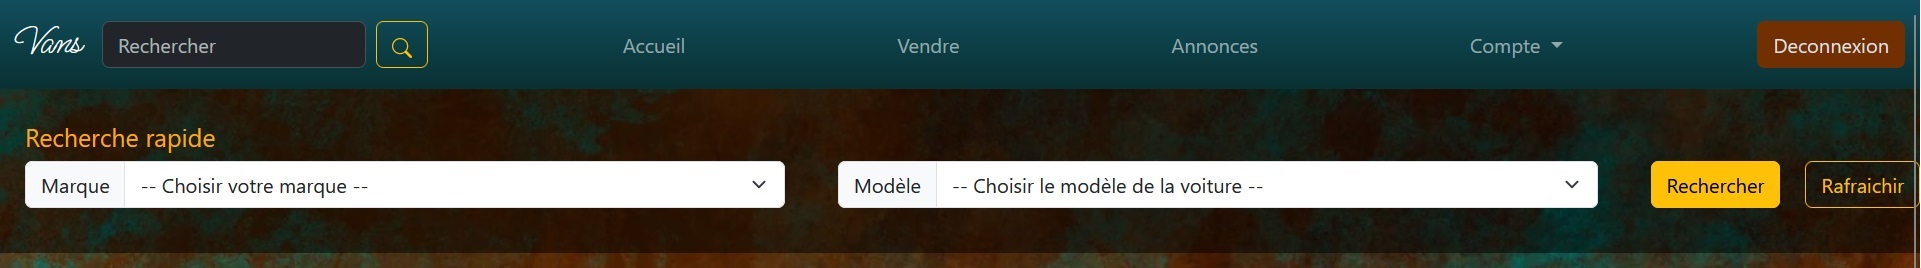 Vans Rechercher Accueil Vendre Annonces Compte Deconnexion
Recherche rapide
Marque -- Choisir votre marque -- Modèle -- Choisir le modèle de la voiture -- Rechercher Rafraichir